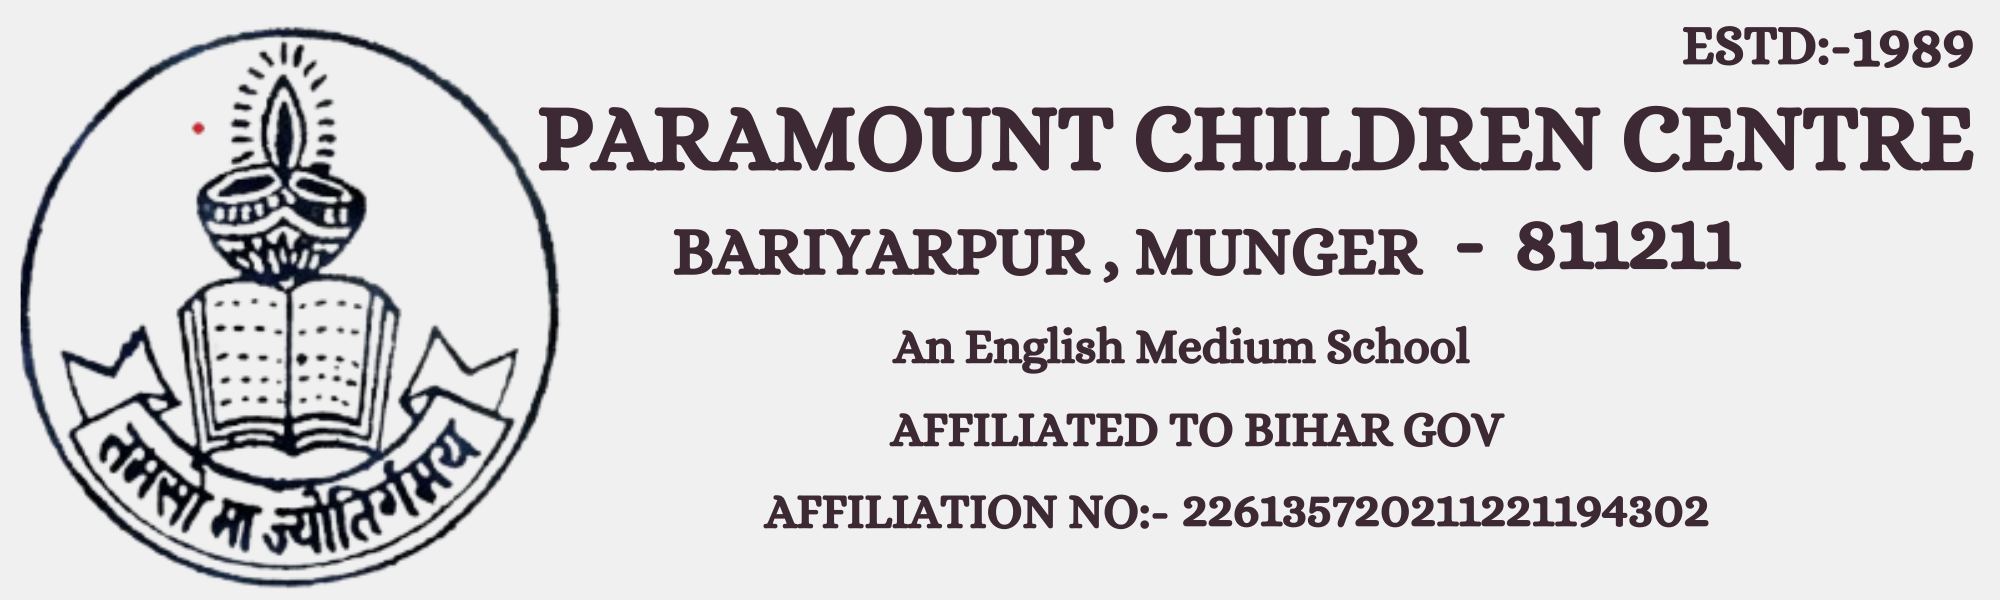 ESTD:-1989
PARAMOUNT CHILDREN CENTRE
BARIYARPUR , MUNGER - 811211
An English Medium School
AFFILIATED TO BIHAR GOV
AFFILIATION NO:- 226135720211221194302
तमसो मा ज्योतिर्गमय